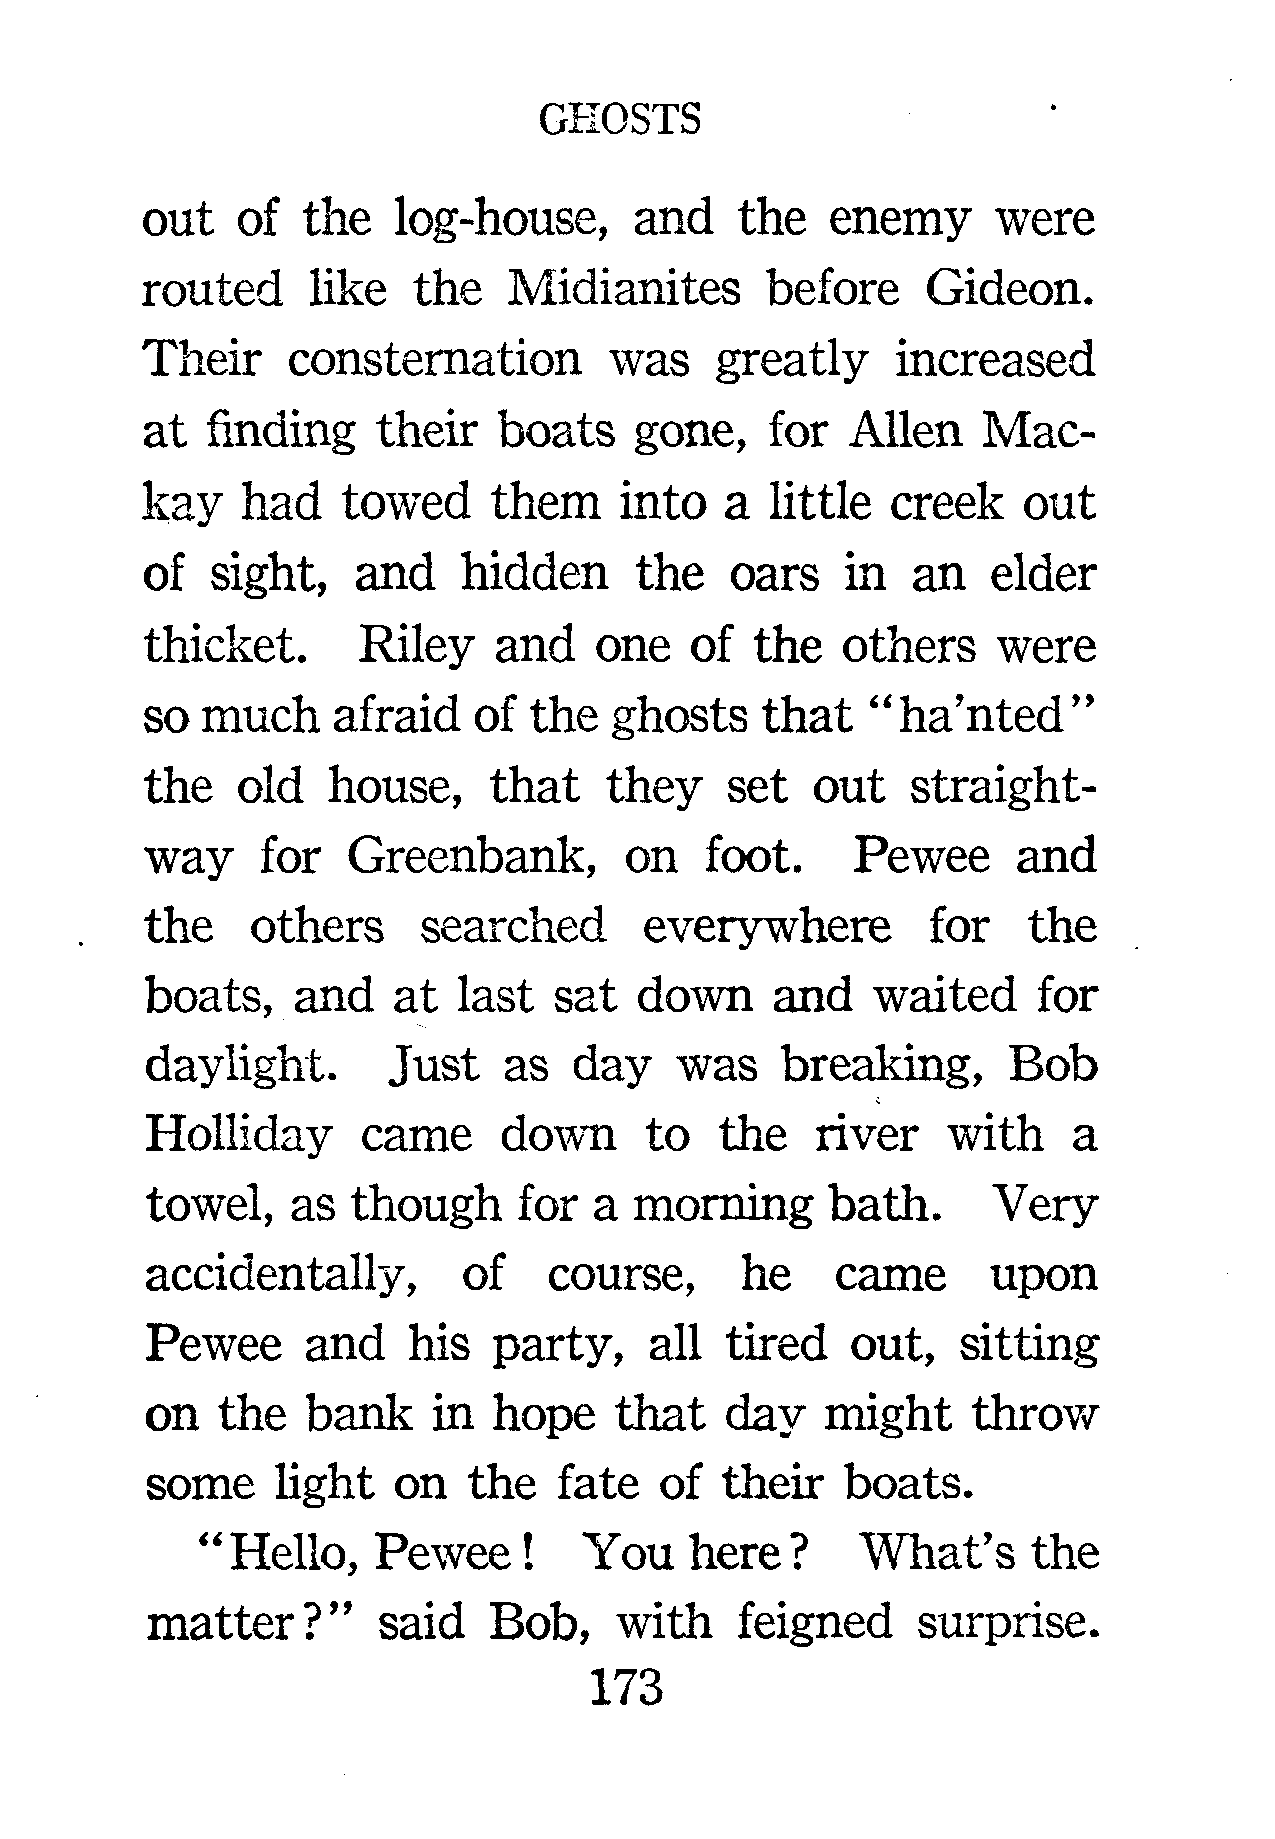 GHOSTS
out of the log-house, and the enemy were
routed like the Midianites before Gideon.
Their consternation was greatly increased
at finding their boats gone, for Allen Mac-
kay had towed them into a little creek out
of sight, and hidden the oars in an elder
thicket. Riley and one of the others were
so much afraid of the ghosts that "ha'nted"
the old house, that they set out straight-
way for Greenbank, on foot. Pewee and
the others searched everywhere for the
boats, and at last sat down and waited for
daylight. Just as day was breaking, Bob
Holliday came down to the river with a
towel, as though for a morning bath. Very
accidentally, of course, he came upon
Pewee and his party, all tired out, sitting
on the bank in hope that day might throw
some light on the fate of their boats.
"Hello, Pewee! You here? What's the
matter?" said Bob, with feigned surprise.
173